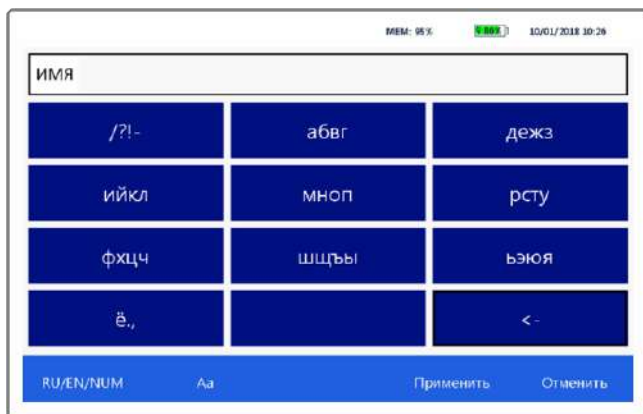 MEM: 95% 80% 10/01/2018 10:26
ИМЯ
/?!- абвг дежз
ийкл мноп рсту
фхцч шщъы ьэюя
ё., <-
RU/EN/NUM Aa Применить Отменить